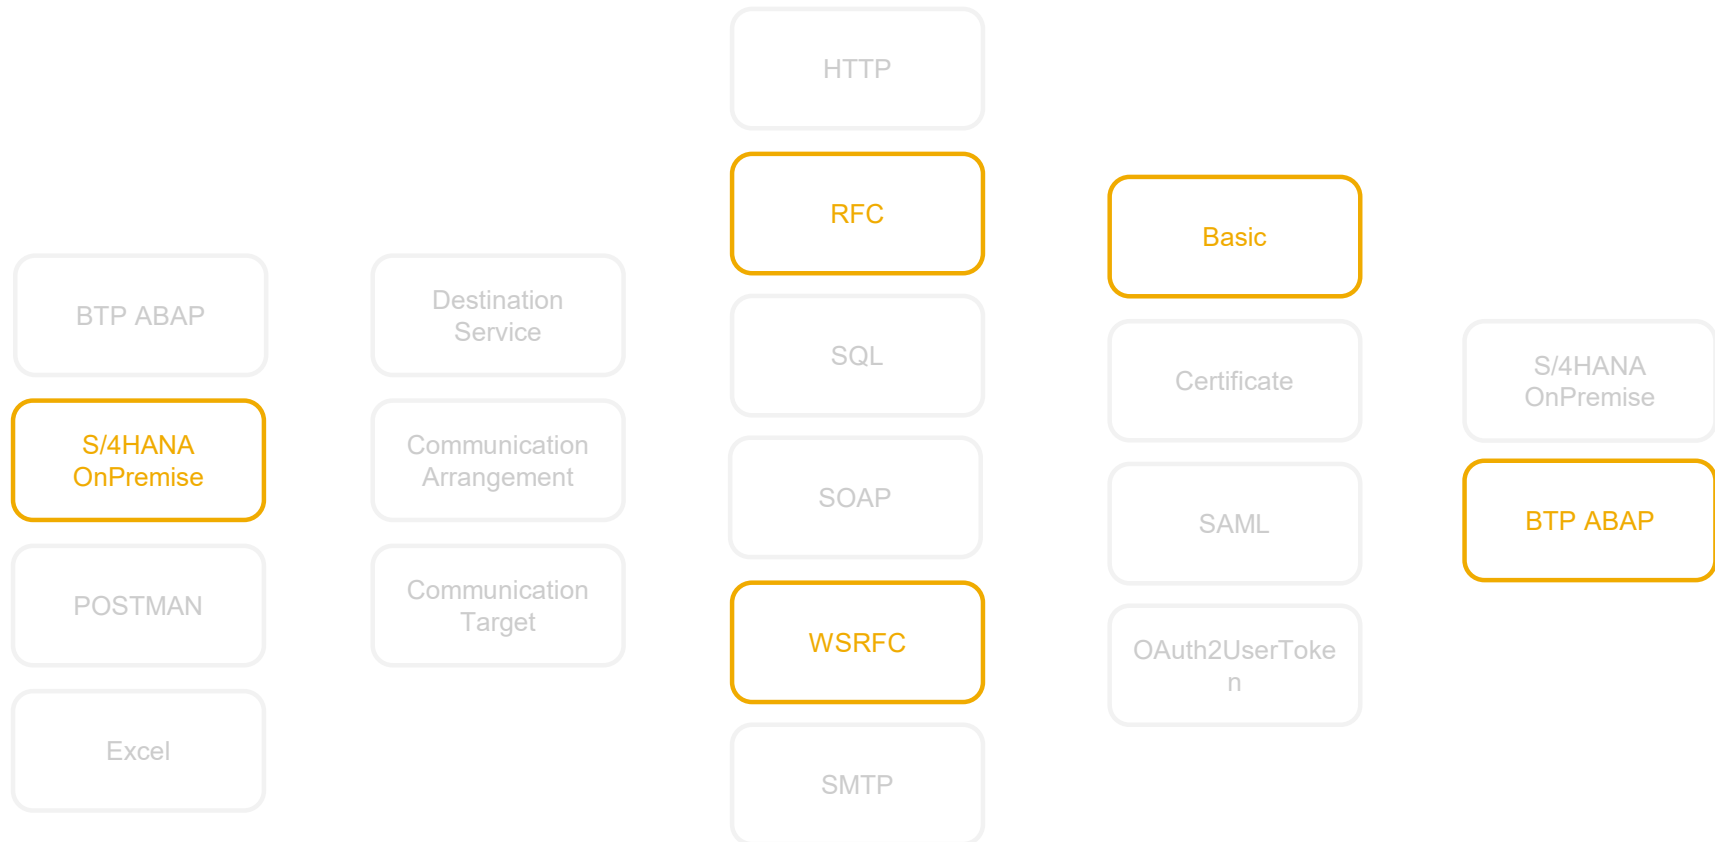 BTP ABAP
S/4HANA
OnPremise
POSTMAN
Excel
Destination
Service
Communication
Arrangement
Communication
Target
HTTP
RFC
SQL
SOAP
WSRFC
SMTP
Basic
Certificate
SAML
OAuth2UserToke
n
S/4HANA
OnPremise
BTP ABAP